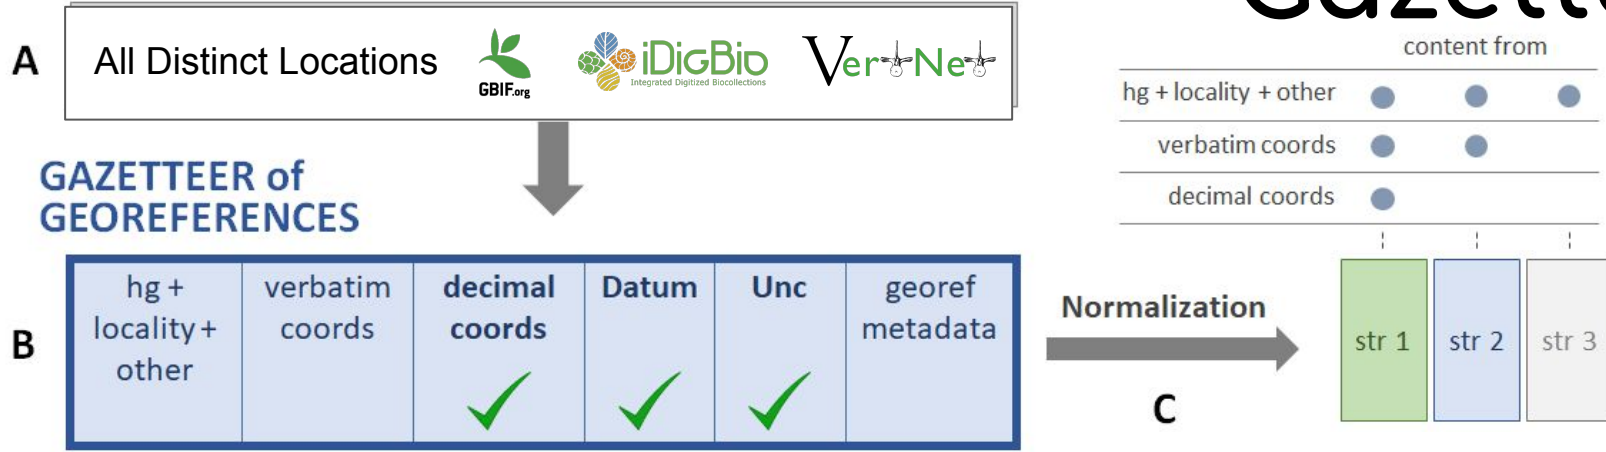 A
All Distinct Locations
GBIF.org
iDigBio
Integrated Digitized Biocollections
VertNet
content from
hg + locality + other
verbatim coords
decimal coords
GAZETTEER of
GEOREFERENCES
B
hg +
locality +
other
verbatim
coords
decimal
coords
Datum
Unc
georef
metadata
Normalization
C
str 1
str 2
str 3